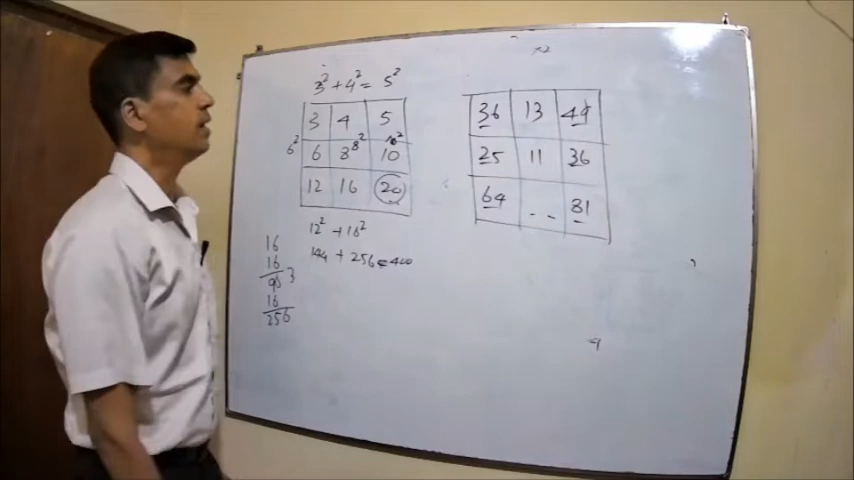 3² + 4² = 5²
3 4 5
6² 6 8 8² 10 10²
12 16 20
12² + 16²
144 + 256 = 400
16
16
96 3
16
256
×2
36 13 49
25 11 36
64 -- 81